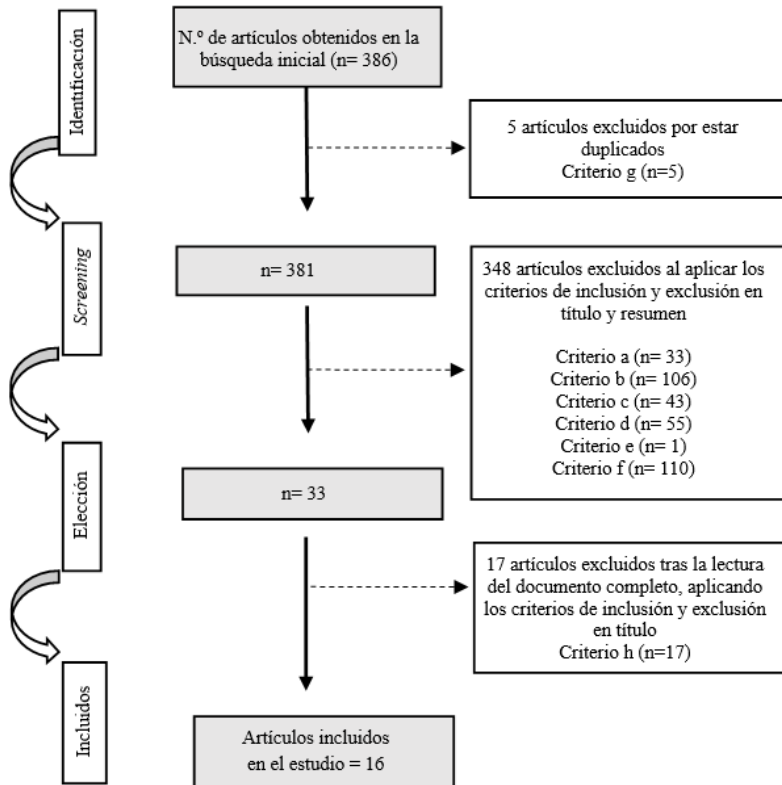 Identificación
N.º de artículos obtenidos en la
búsqueda inicial (n= 386)
5 artículos excluidos por estar
duplicados
Criterio g (n=5)
Screening
n= 381
348 artículos excluidos al aplicar los
criterios de inclusión y exclusión en
título y resumen
Criterio a (n= 33)
Criterio b (n= 106)
Criterio c (n= 43)
Criterio d (n= 55)
Criterio e (n= 1)
Criterio f (n= 110)
Elección
n= 33
17 artículos excluidos tras la lectura
del documento completo, aplicando
los criterios de inclusión y exclusión
en título
Criterio h (n=17)
Incluidos
Artículos incluidos
en el estudio = 16